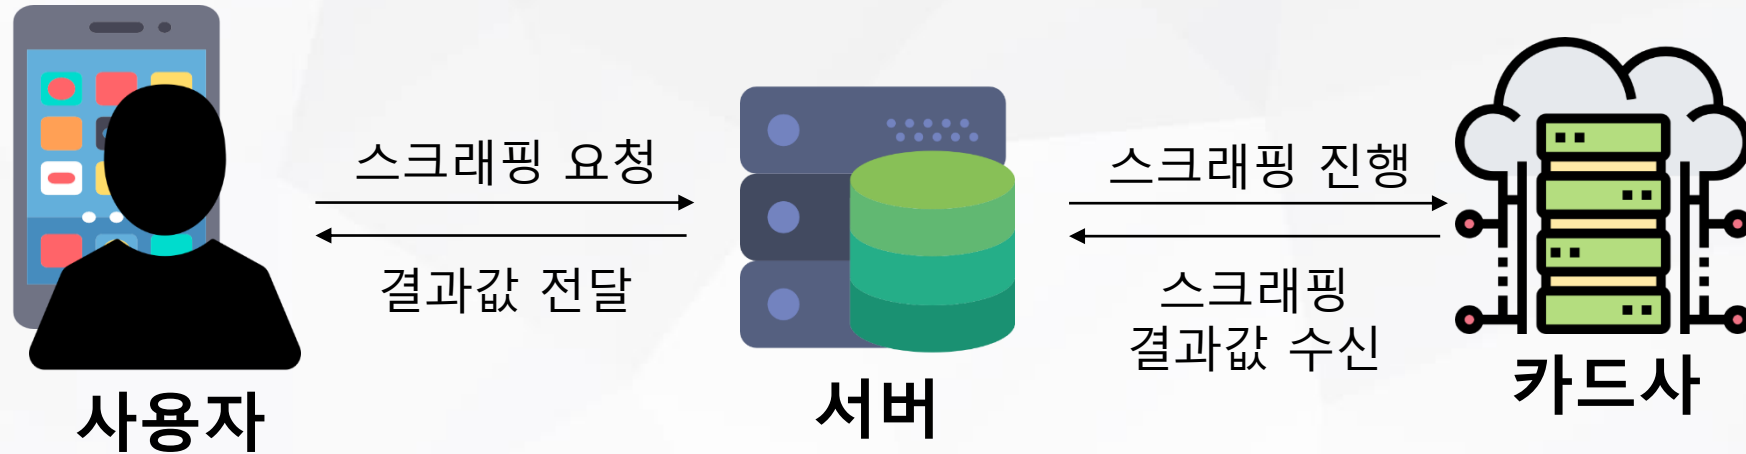 스크래핑 요청
결과값 전달
사용자
서버
스크래핑 진행
스크래핑
결과값 수신
카드사